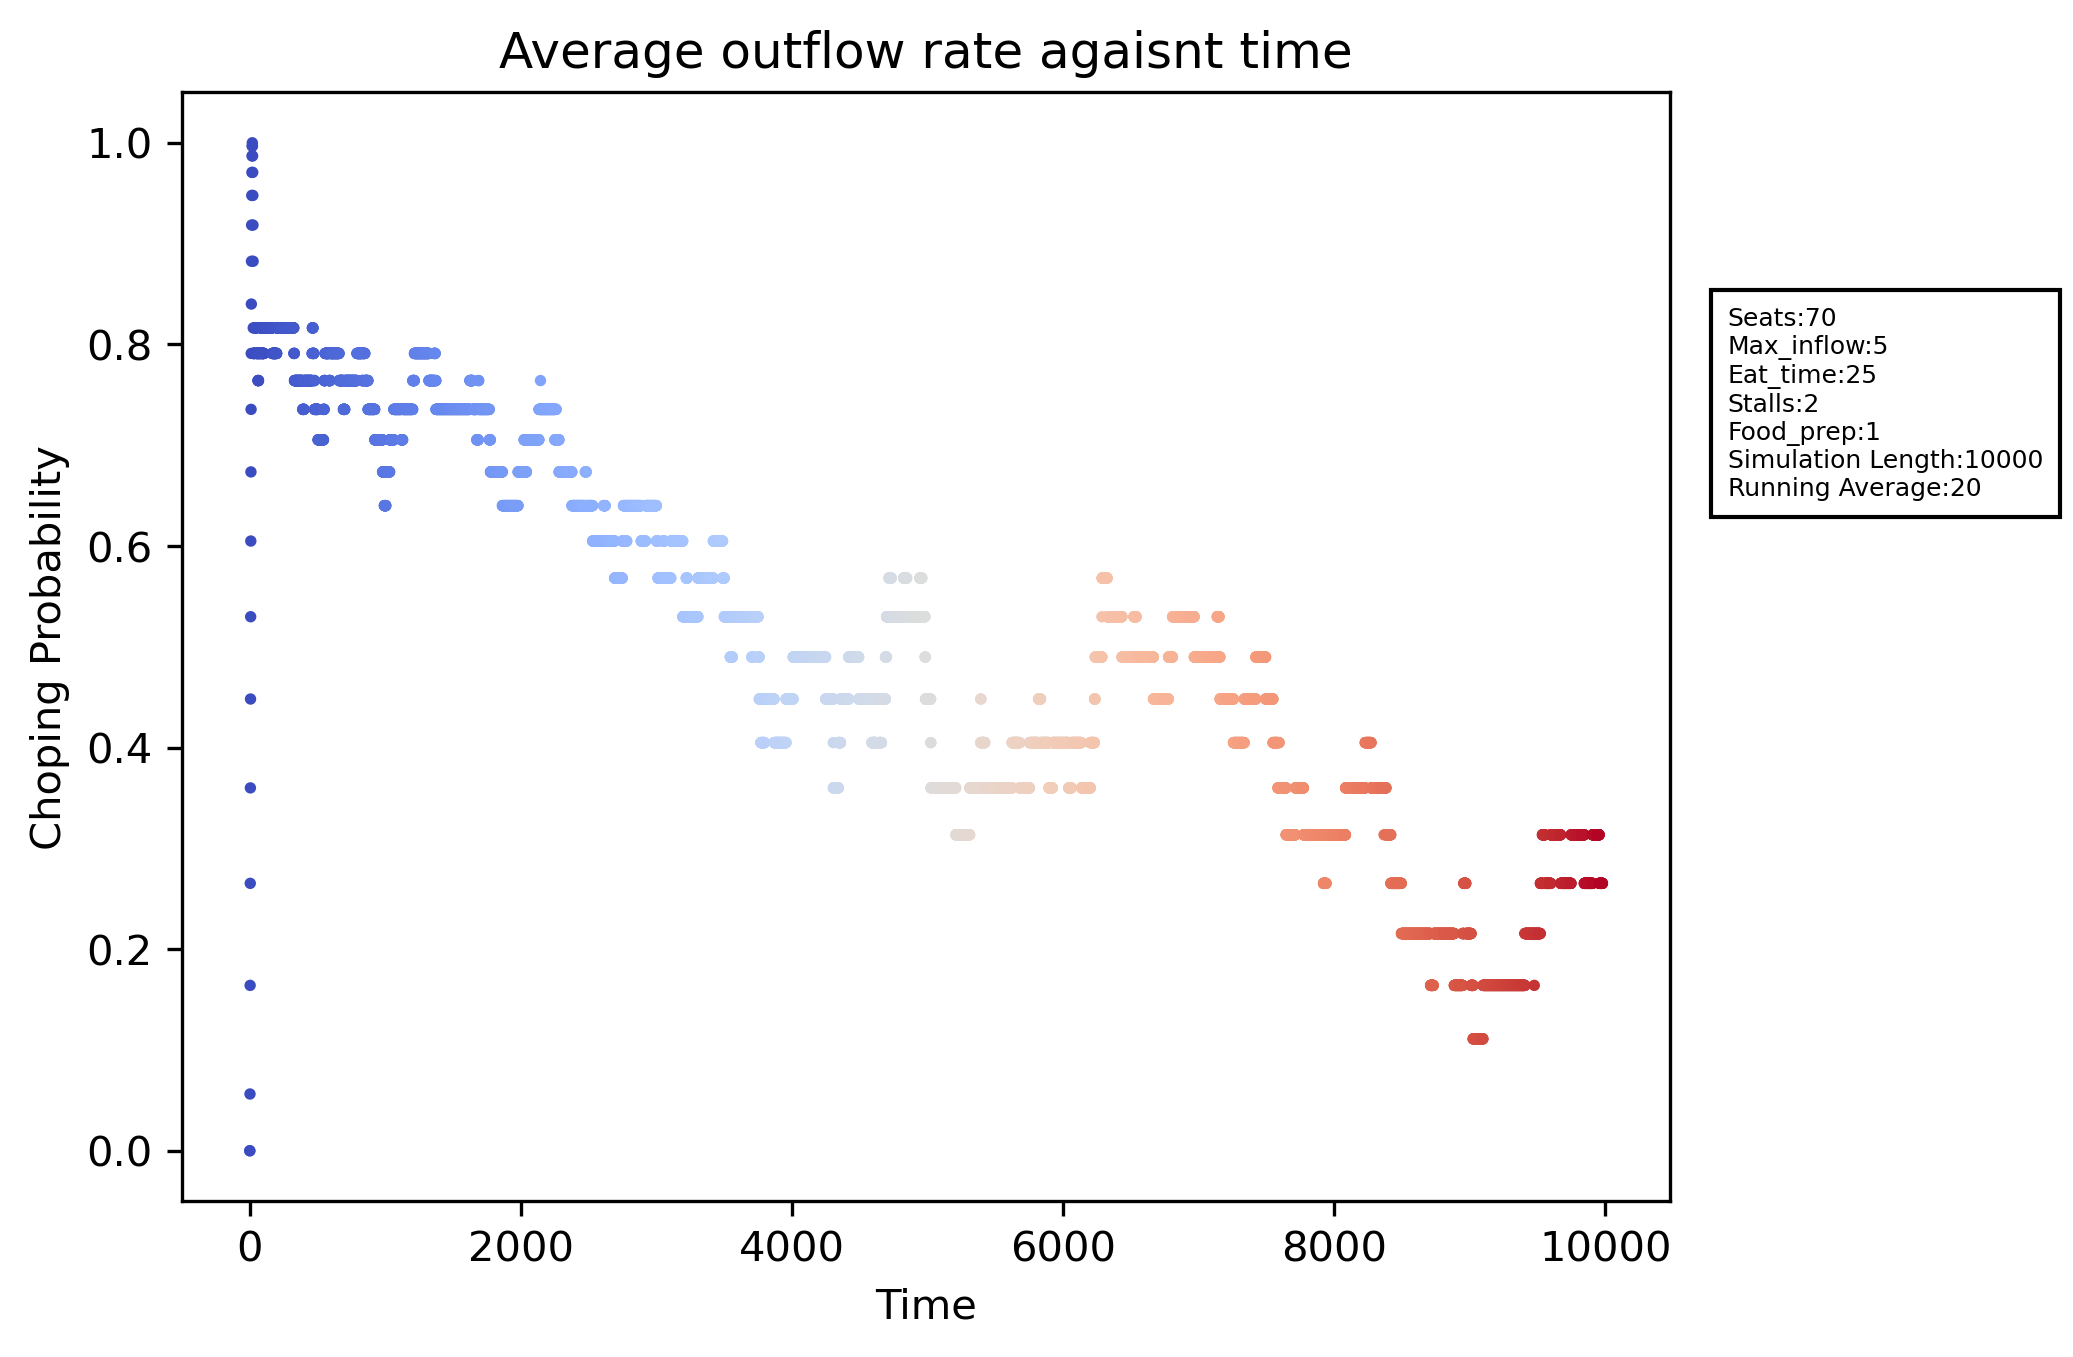 Average outflow rate agaisnt time
1.0
0.8
0.6
0.4
0.2
0.0
Choping Probability
0
2000
4000
6000
8000
10000
Time
Seats:70
Max_inflow:5
Eat_time:25
Stalls:2
Food_prep:1
Simulation Length:10000
Running Average:20